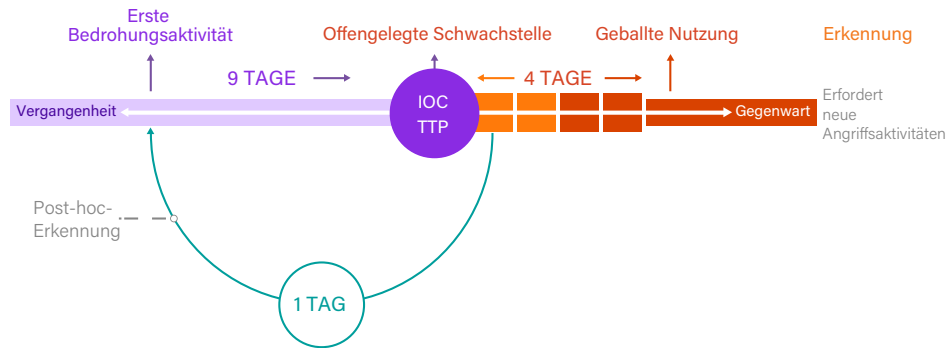 Erste
Bedrohungsaktivität
Offengelegte Schwachstelle
Geballte Nutzung
Erkennung
9 TAGE
4 TAGE
Vergangenheit
IOC
TTP
Gegenwart
Erfordert
neue
Angriffsaktivitäten
Post-hoc-
Erkennung
1 TAG